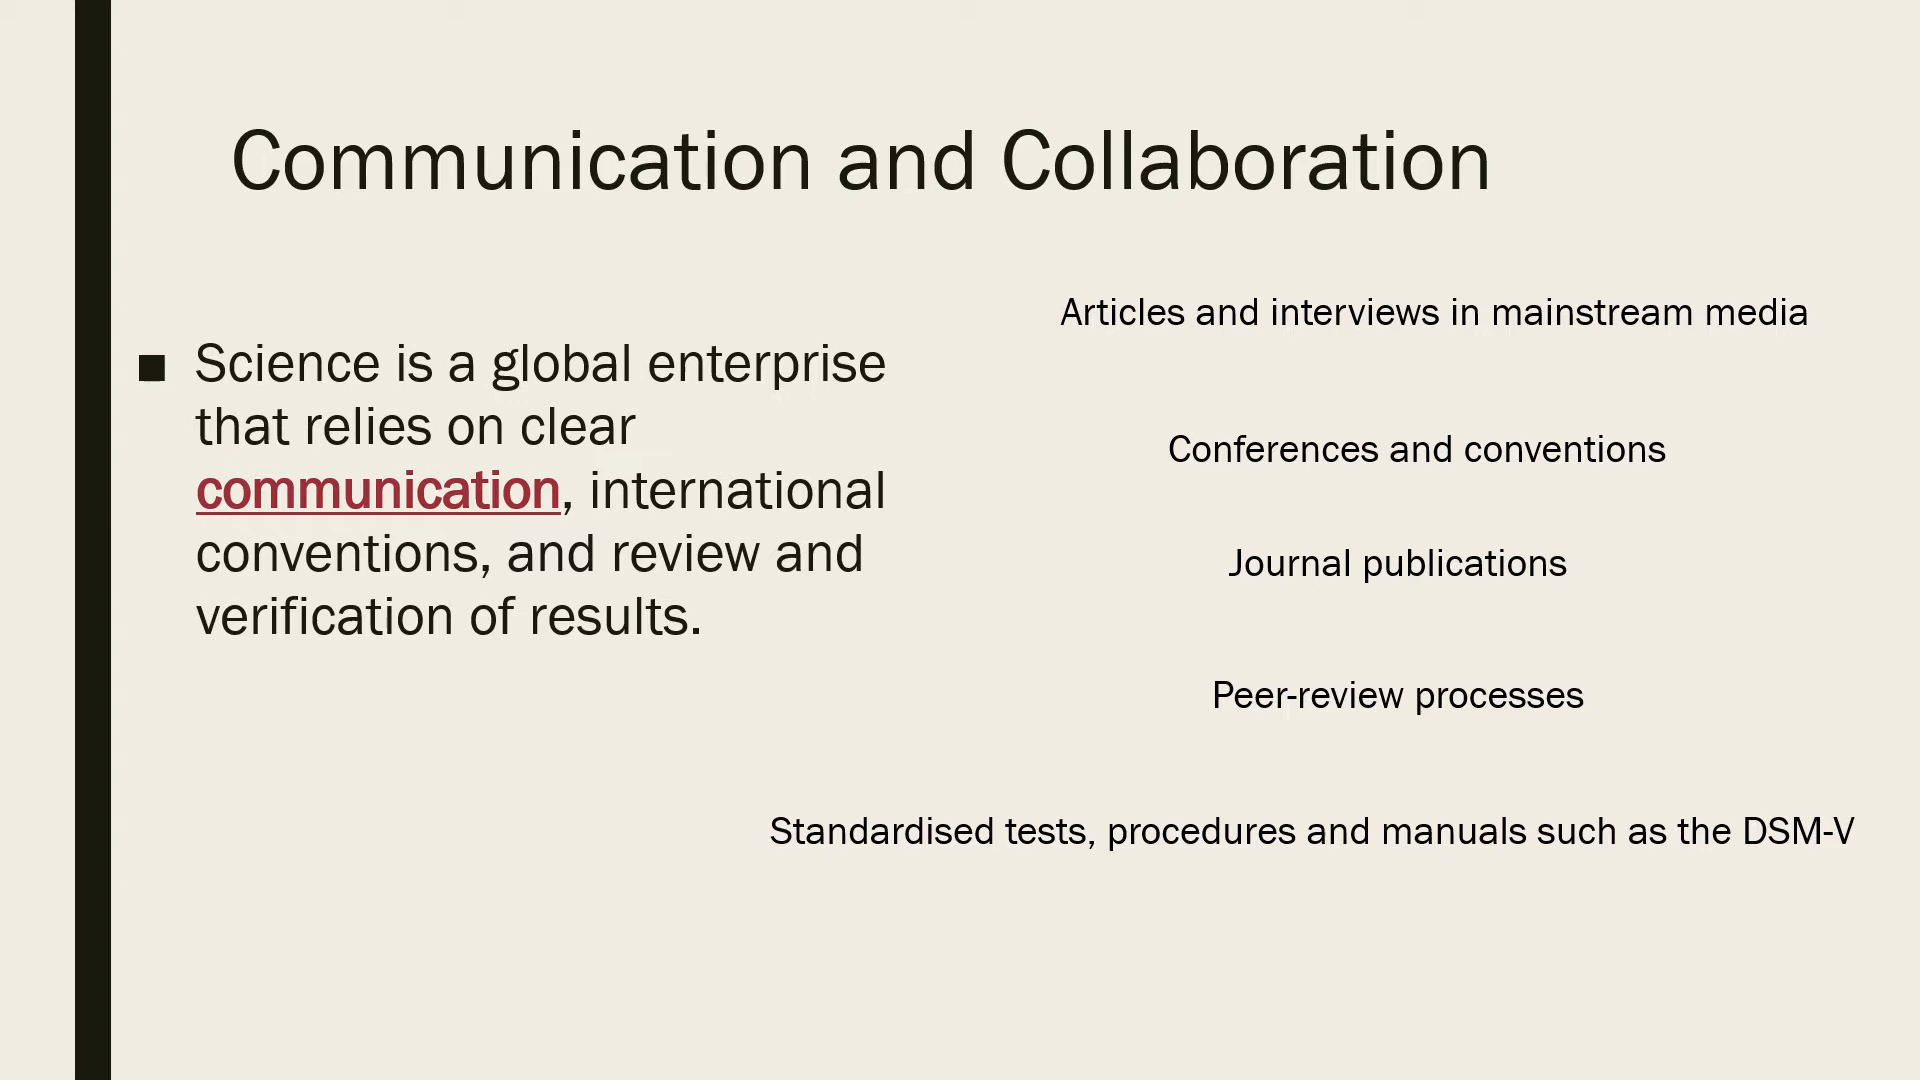 Communication and Collaboration
■ Science is a global enterprise
that relies on clear
communication, international
conventions, and review and
verification of results.
Articles and interviews in mainstream media
Conferences and conventions
Journal publications
Peer-review processes
Standardised tests, procedures and manuals such as the DSM-V